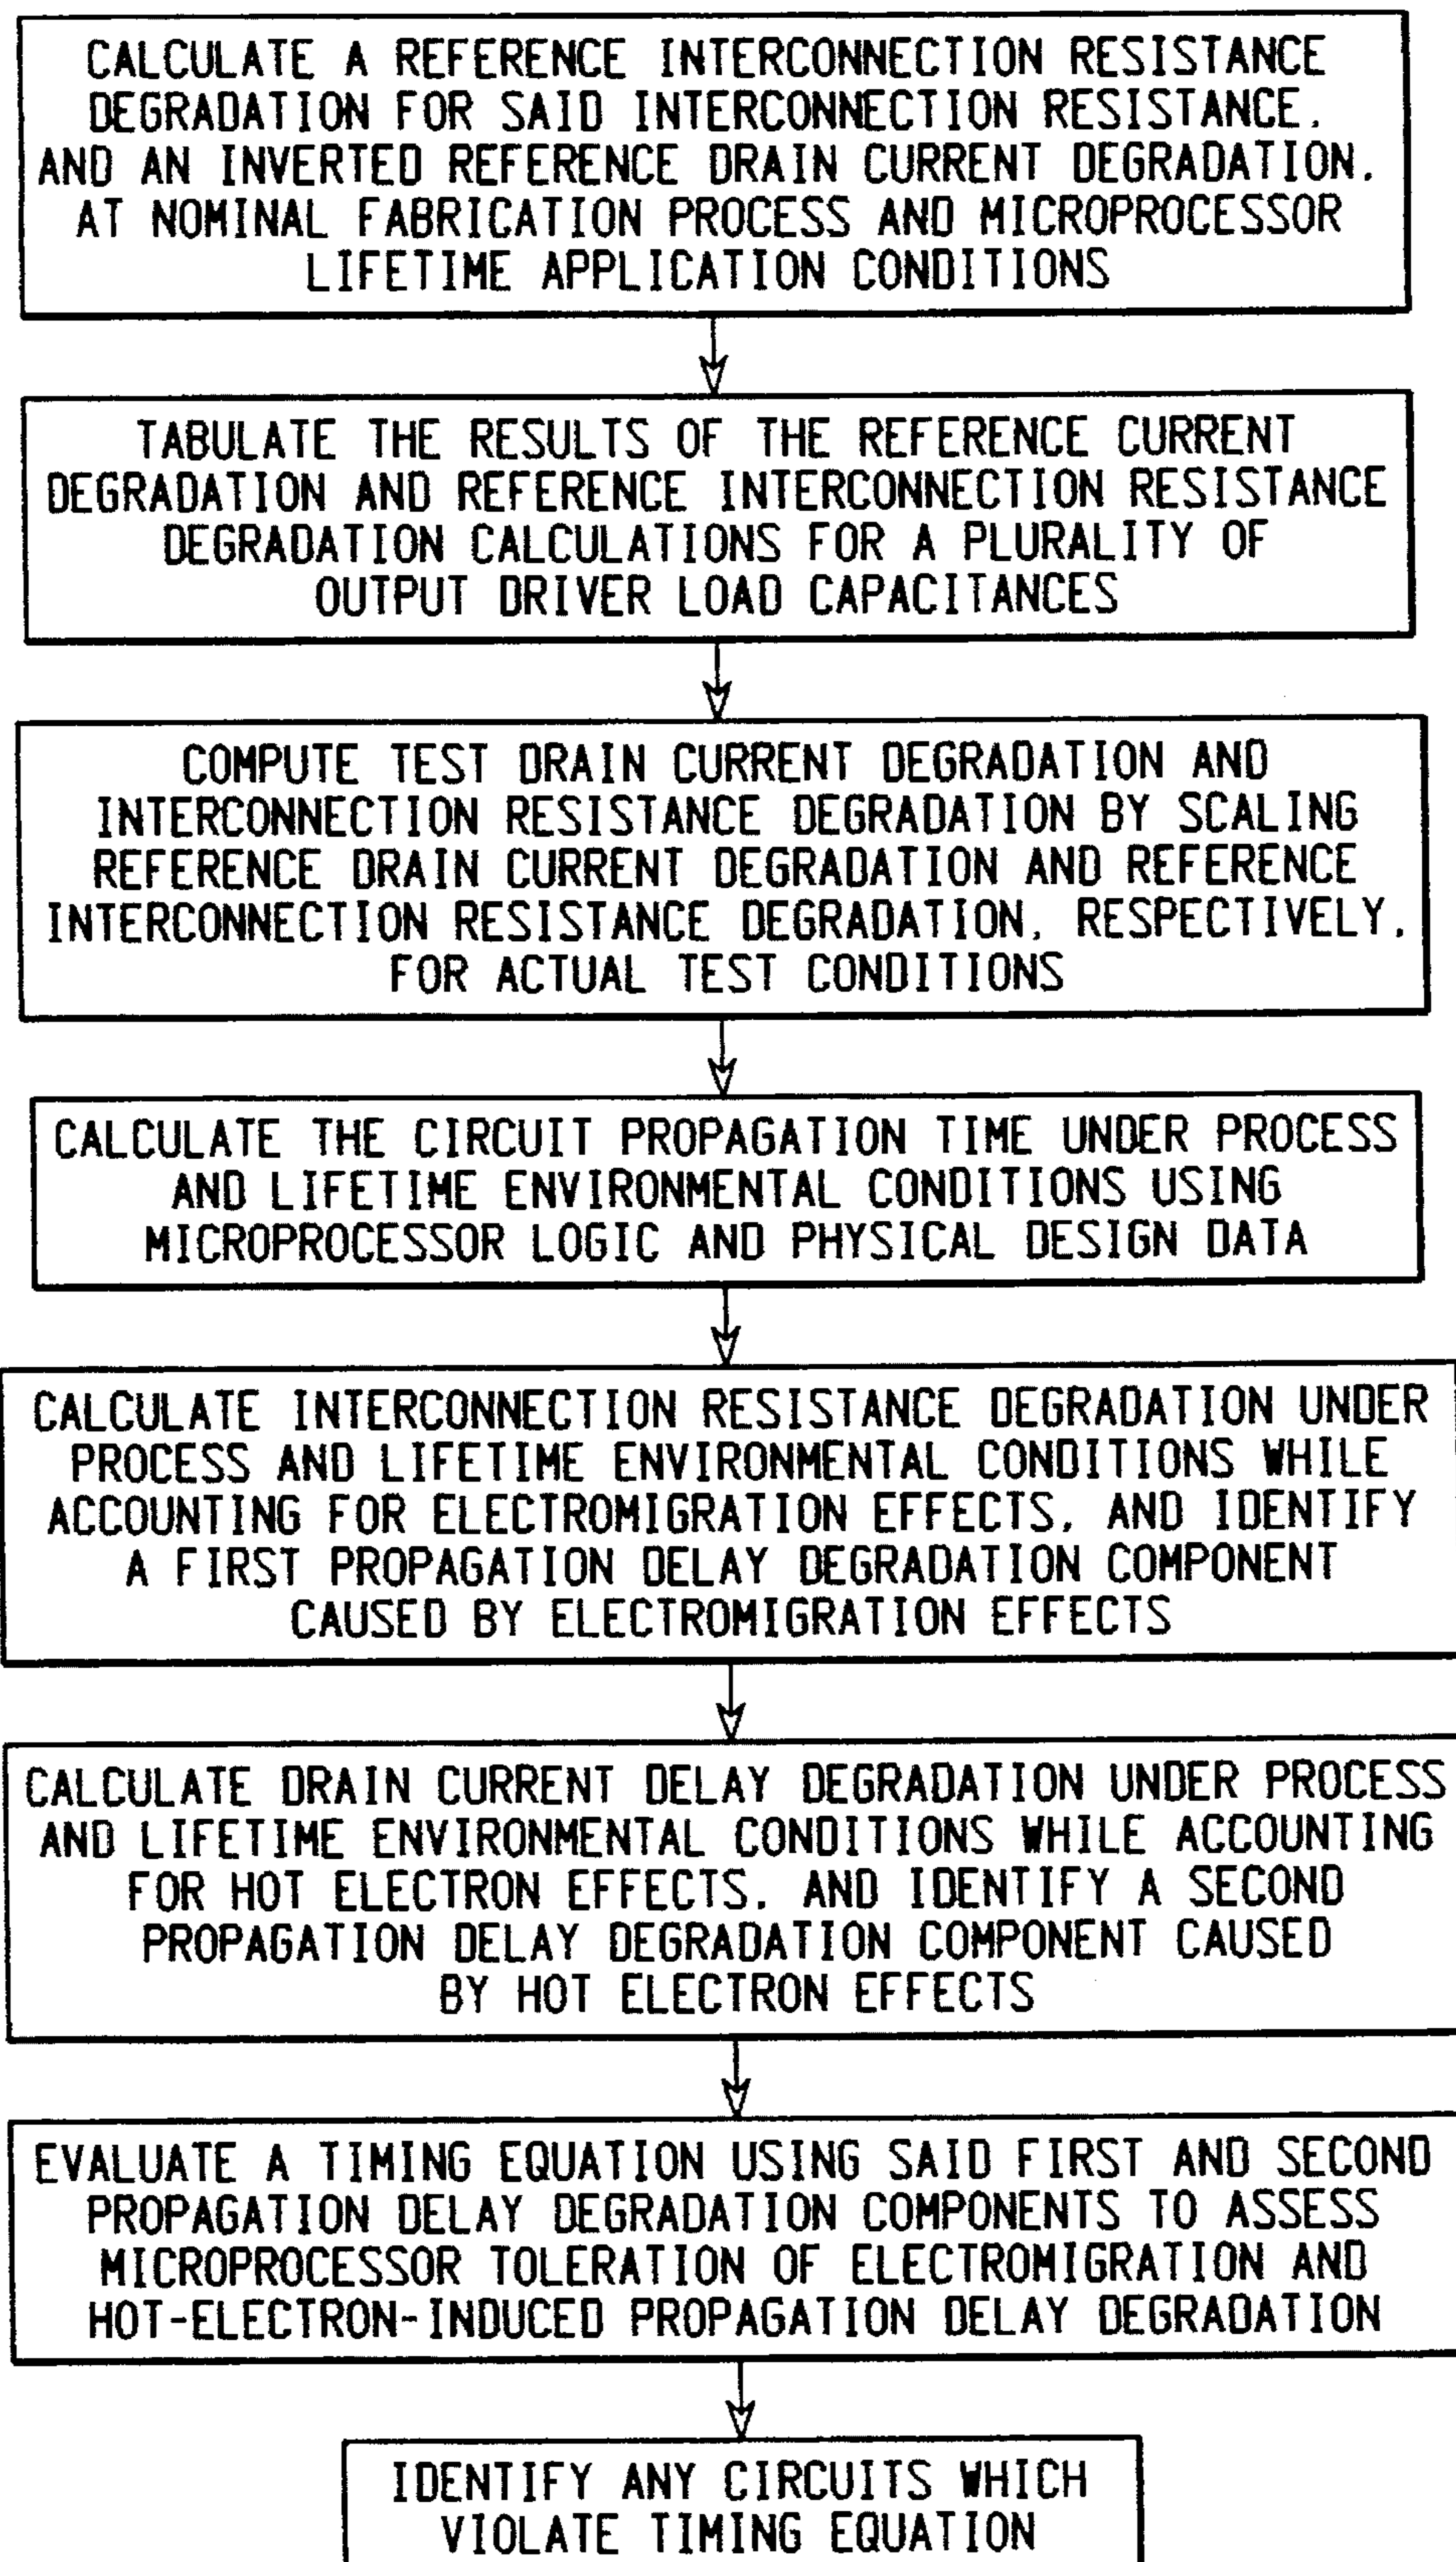 CALCULATE A REFERENCE INTERCONNECTION RESISTANCE
DEGRADATION FOR SAID INTERCONNECTION RESISTANCE,
AND AN INVERTED REFERENCE DRAIN CURRENT DEGRADATION,
AT NOMINAL FABRICATION PROCESS AND MICROPROCESSOR
LIFETIME APPLICATION CONDITIONS
TABULATE THE RESULTS OF THE REFERENCE CURRENT
DEGRADATION AND REFERENCE INTERCONNECTION RESISTANCE
DEGRADATION CALCULATIONS FOR A PLURALITY OF
OUTPUT DRIVER LOAD CAPACITANCES
COMPUTE TEST DRAIN CURRENT DEGRADATION AND
INTERCONNECTION RESISTANCE DEGRADATION BY SCALING
REFERENCE DRAIN CURRENT DEGRADATION AND REFERENCE
INTERCONNECTION RESISTANCE DEGRADATION, RESPECTIVELY,
FOR ACTUAL TEST CONDITIONS
CALCULATE THE CIRCUIT PROPAGATION TIME UNDER PROCESS
AND LIFETIME ENVIRONMENTAL CONDITIONS USING
MICROPROCESSOR LOGIC AND PHYSICAL DESIGN DATA
CALCULATE INTERCONNECTION RESISTANCE DEGRADATION UNDER
PROCESS AND LIFETIME ENVIRONMENTAL CONDITIONS WHILE
ACCOUNTING FOR ELECTROMIGRATION EFFECTS, AND IDENTIFY
A FIRST PROPAGATION DELAY DEGRADATION COMPONENT
CAUSED BY ELECTROMIGRATION EFFECTS
CALCULATE DRAIN CURRENT DELAY DEGRADATION UNDER PROCESS
AND LIFETIME ENVIRONMENTAL CONDITIONS WHILE ACCOUNTING
FOR HOT ELECTRON EFFECTS, AND IDENTIFY A SECOND
PROPAGATION DELAY DEGRADATION COMPONENT CAUSED
BY HOT ELECTRON EFFECTS
EVALUATE A TIMING EQUATION USING SAID FIRST AND SECOND
PROPAGATION DELAY DEGRADATION COMPONENTS TO ASSESS
MICROPROCESSOR TOLERATION OF ELECTROMIGRATION AND
HOT-ELECTRON-INDUCED PROPAGATION DELAY DEGRADATION
IDENTIFY ANY CIRCUITS WHICH
VIOLATE TIMING EQUATION